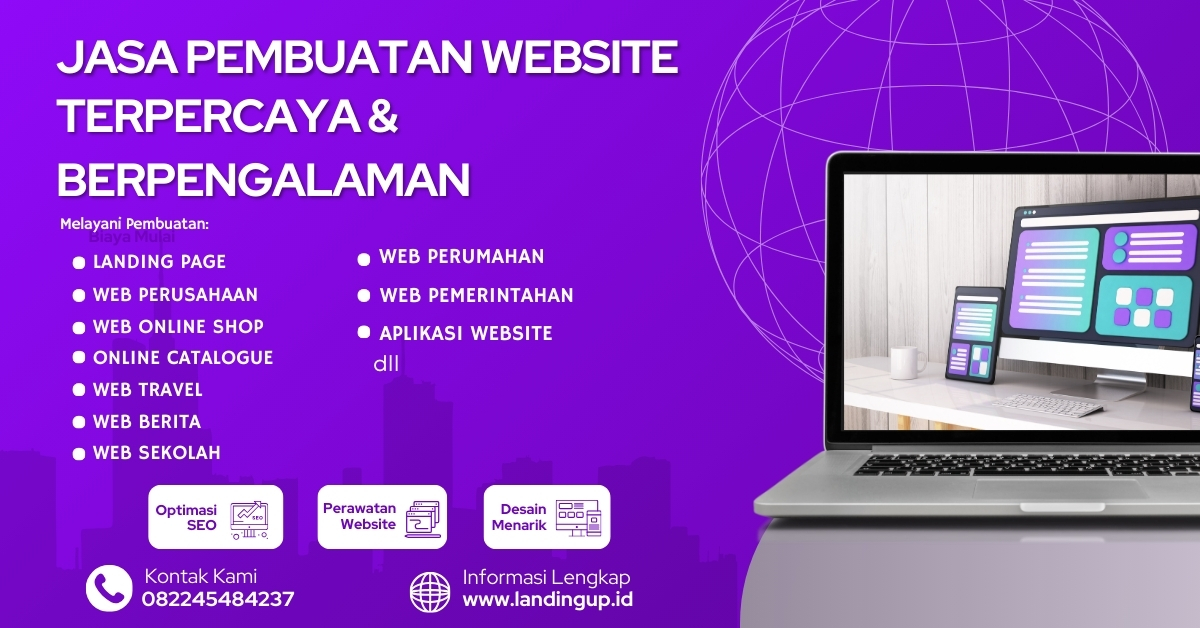 JASA PEMBUATAN WEBSITE
TERPERCAYA &
BERPENGALAMAN
Melayani Pembuatan:
Biaya Mulai
LANDING PAGE
WEB PERUSAHAAN
WEB ONLINE SHOP
ONLINE CATALOGUE
WEB TRAVEL
WEB BERITA
WEB SEKOLAH
WEB PERUMAHAN
WEB PEMERINTAHAN
APLIKASI WEBSITE
dll
Optimasi
SEO
SEO
Perawatan
Website
Desain
Menarik
Kontak Kami
082245484237
Informasi Lengkap
www.landingup.id